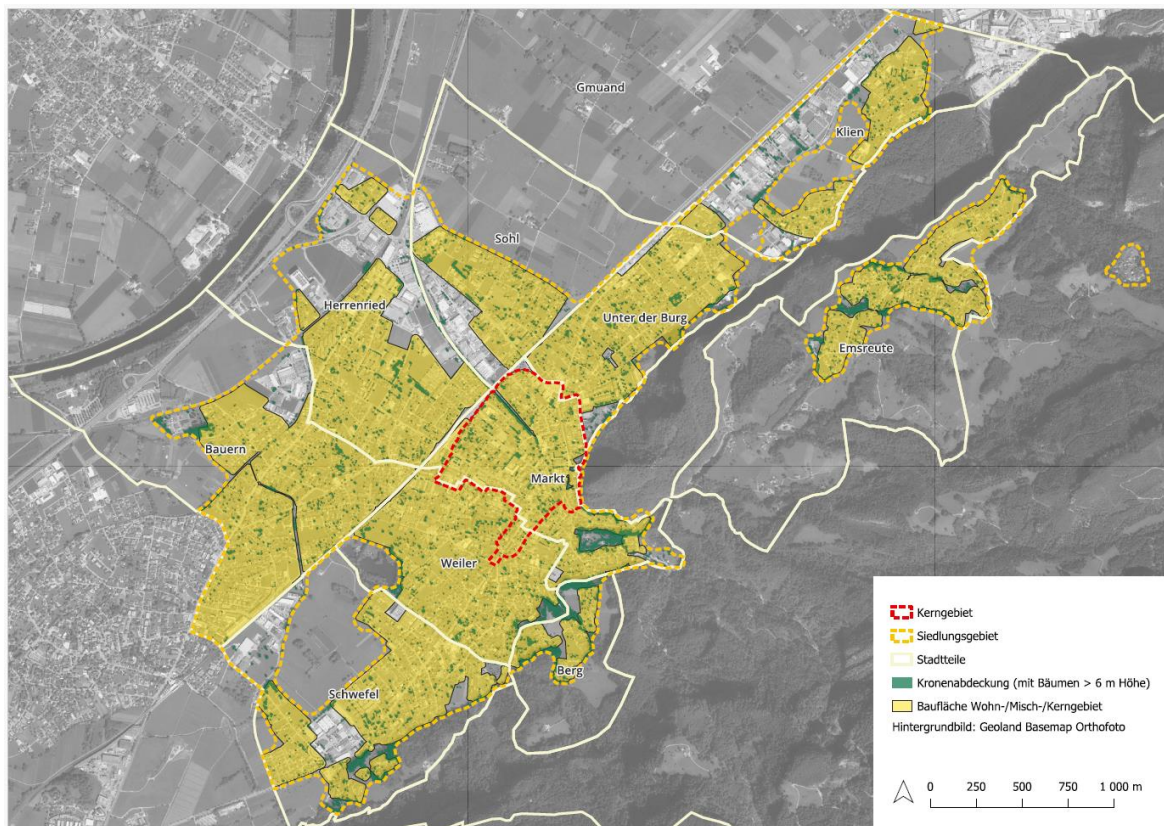 Gmuand
Klien
Sohl
Herrenried
Unter der Burg
Emsreute
Bauern
Markt
Weiler
Berg
Schwefel
Kerngebiet
Siedlungsgebiet
Stadtteile
Kronenabdeckung (mit Bäumen > 6 m Höhe)
Baufläche Wohn-/Misch-/Kerngebiet
Hintergrundbild: Geoland Basemap Orthofoto
0 250 500 750 1 000 m